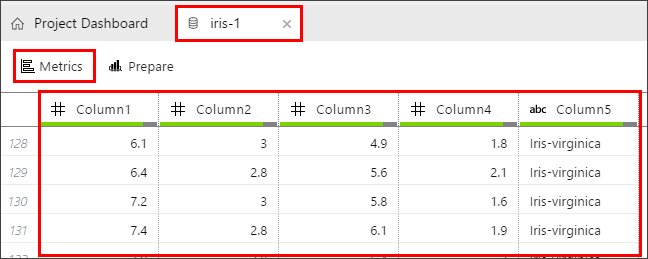 Project Dashboard iris-1 ×
Metrics Prepare
# Column1 # Column2 # Column3 # Column4 abc Column5
128 6.1 3 4.9 1.8 Iris-virginica
129 6.4 2.8 5.6 2.1 Iris-virginica
130 7.2 3 5.8 1.6 Iris-virginica
131 7.4 2.8 6.1 1.9 Iris-virginica